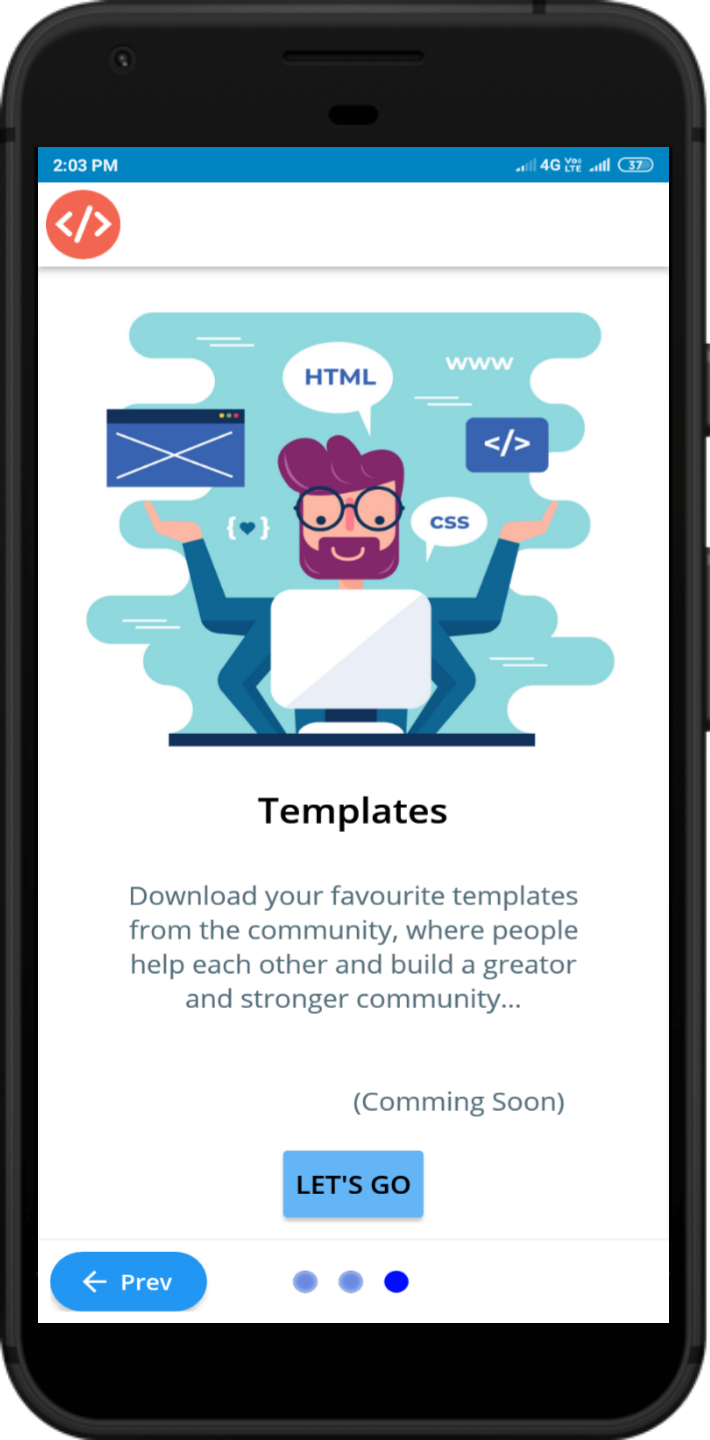 2:03 PM 4G Vo) LTE 37
</>
HTML
www
</>
{ } CSS
Templates
Download your favourite templates
from the community, where people
help each other and build a greator
and stronger community...
(Comming Soon)
LET'S GO
← Prev